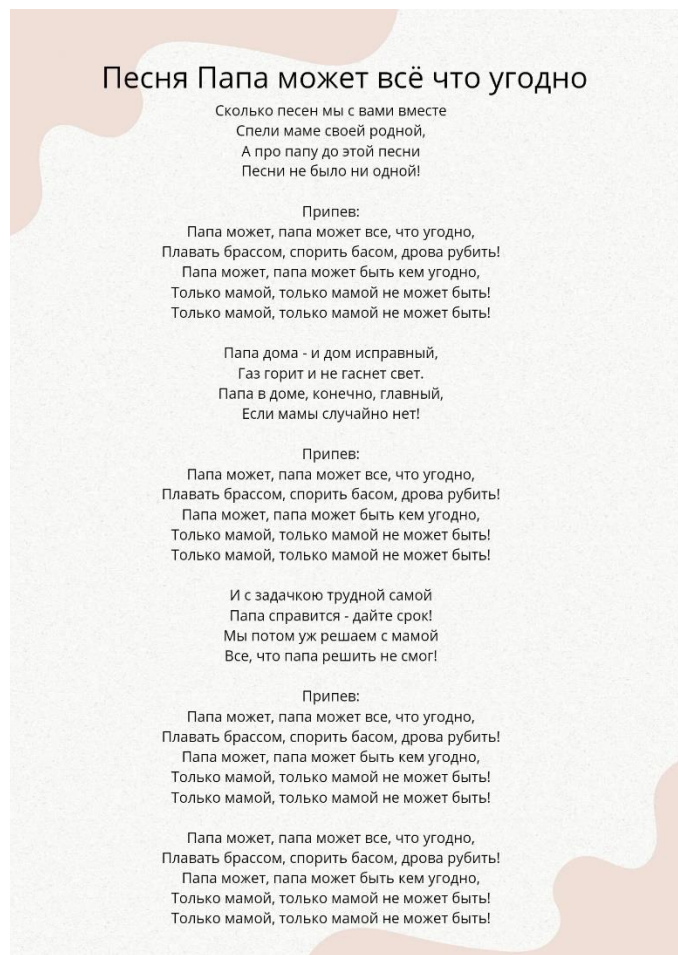 Песня Папа может всё что угодно
Сколько песен мы с вами вместе
Спели маме своей родной,
А про папу до этой песни
Песни не было ни одной!
Припев:
Папа может, папа может все, что угодно,
Плавать брассом, спорить басом, дрова рубить!
Папа может, папа может быть кем угодно,
Только мамой, только мамой не может быть!
Только мамой, только мамой не может быть!
Папа дома - и дом исправный,
Газ горит и не гаснет свет.
Папа в доме, конечно, главный,
Если мамы случайно нет!
Припев:
Папа может, папа может все, что угодно,
Плавать брассом, спорить басом, дрова рубить!
Папа может, папа может быть кем угодно,
Только мамой, только мамой не может быть!
Только мамой, только мамой не может быть!
И с задачкою трудной самой
Папа справится - дайте срок!
Мы потом уж решаем с мамой
Все, что папа решить не смог!
Припев:
Папа может, папа может все, что угодно,
Плавать брассом, спорить басом, дрова рубить!
Папа может, папа может быть кем угодно,
Только мамой, только мамой не может быть!
Только мамой, только мамой не может быть!
Папа может, папа может все, что угодно,
Плавать брассом, спорить басом, дрова рубить!
Папа может, папа может быть кем угодно,
Только мамой, только мамой не может быть!
Только мамой, только мамой не может быть!